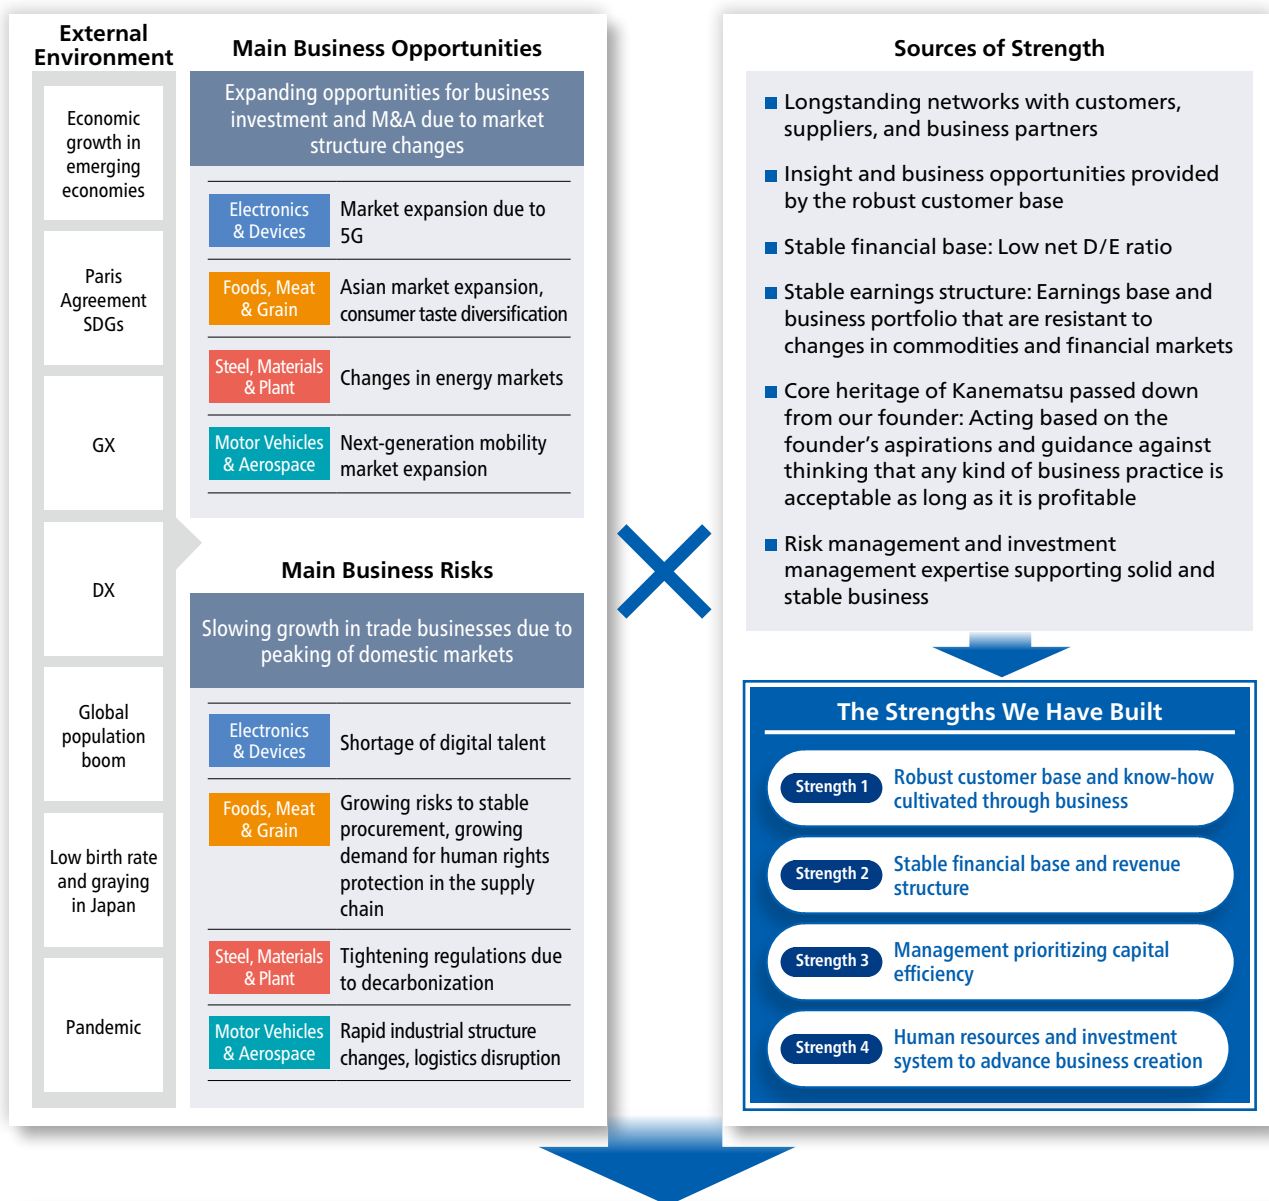 External
Environment
Economic
growth in
emerging
economies
Paris
Agreement
SDGs
GX
DX
Global
population
boom
Low birth rate
and graying
in Japan
Pandemic
Main Business Opportunities
Expanding opportunities for business
investment and M&A due to market
structure changes
Electronics
& Devices
Market expansion due to
5G
Foods, Meat
& Grain
Asian market expansion,
consumer taste diversification
Steel, Materials
& Plant
Changes in energy markets
Motor Vehicles
& Aerospace
Next-generation mobility
market expansion
Main Business Risks
Slowing growth in trade businesses due to
peaking of domestic markets
Electronics
& Devices
Shortage of digital talent
Foods, Meat
& Grain
Growing risks to stable
procurement, growing
demand for human rights
protection in the supply
chain
Steel, Materials
& Plant
Tightening regulations due
to decarbonization
Motor Vehicles
& Aerospace
Rapid industrial structure
changes, logistics disruption
Sources of Strength
Longstanding networks with customers,
suppliers, and business partners
Insight and business opportunities provided
by the robust customer base
Stable financial base: Low net D/E ratio
Stable earnings structure: Earnings base and
business portfolio that are resistant to
changes in commodities and financial markets
Core heritage of Kanematsu passed down
from our founder: Acting based on the
founder’s aspirations and guidance against
thinking that any kind of business practice is
acceptable as long as it is profitable
Risk management and investment
management expertise supporting solid and
stable business
The Strengths We Have Built
Strength 1
Robust customer base and know-how
cultivated through business
Strength 2
Stable financial base and revenue
structure
Strength 3
Management prioritizing capital
efficiency
Strength 4
Human resources and investment
system to advance business creation